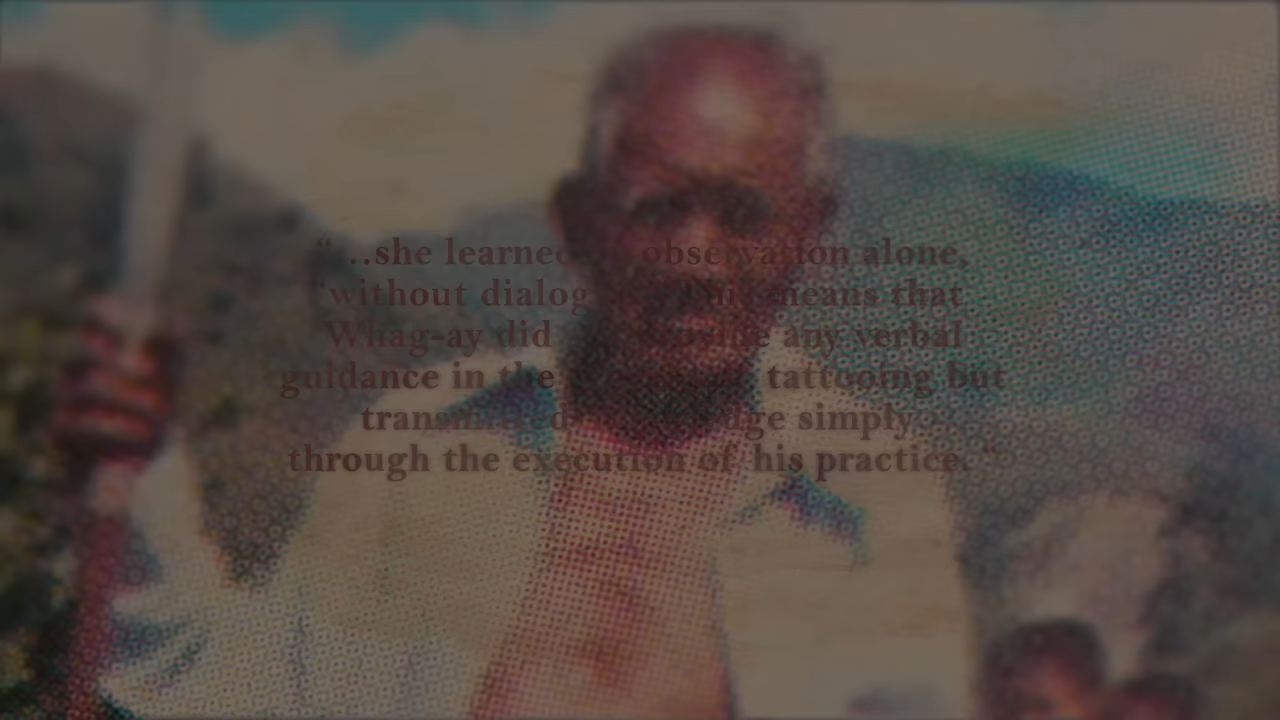 “...she learned observation alone,
“without dialog means that
Whag-ay did any verbal
guidance in the tattooing but
simply
through the execution of his practice. “